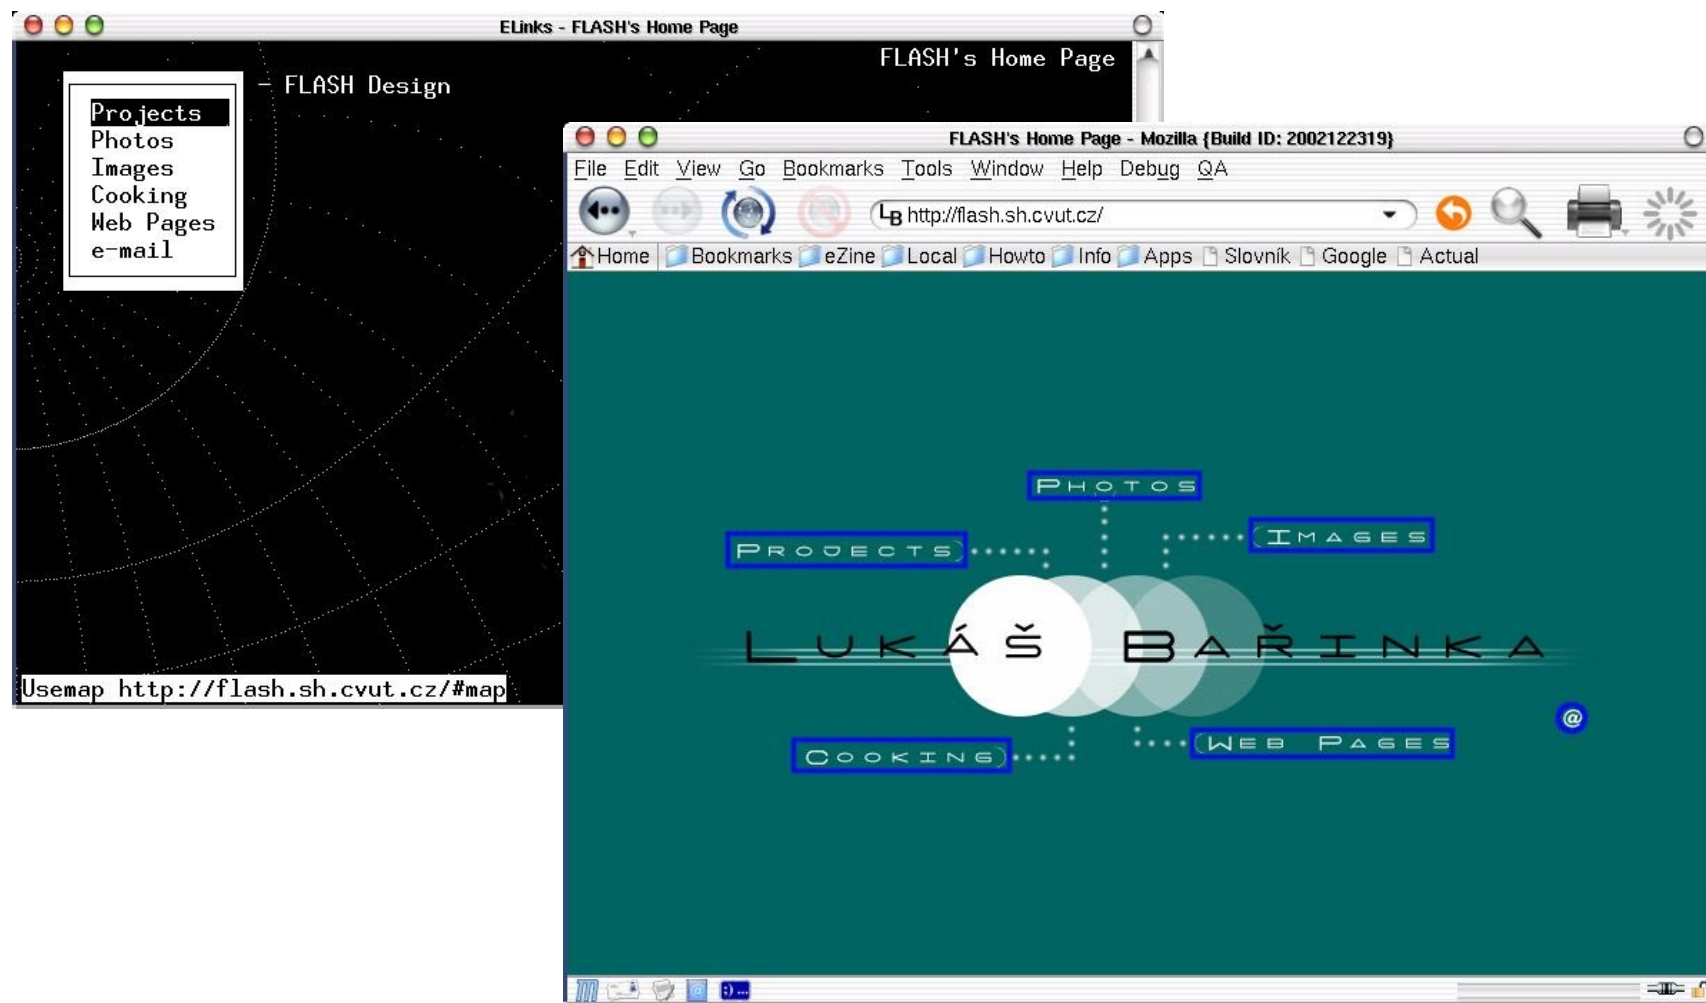 ELinks - FLASH's Home Page
FLASH's Home Page
- FLASH Design
Projects
Photos
Images
Cooking
Web Pages
e-mail
Usemap http://flash.sh.cvut.cz/#map
FLASH's Home Page - Mozilla {Build ID: 2002122319}
File Edit View Go Bookmarks Tools Window Help Debug QA
LB http://flash.sh.cvut.cz/
Home Bookmarks eZine Local Howto Info Apps Slovník Google Actual
Photos
Images
Projects
Lukáš Bařinka
@
Web Pages
Cooking
:)...